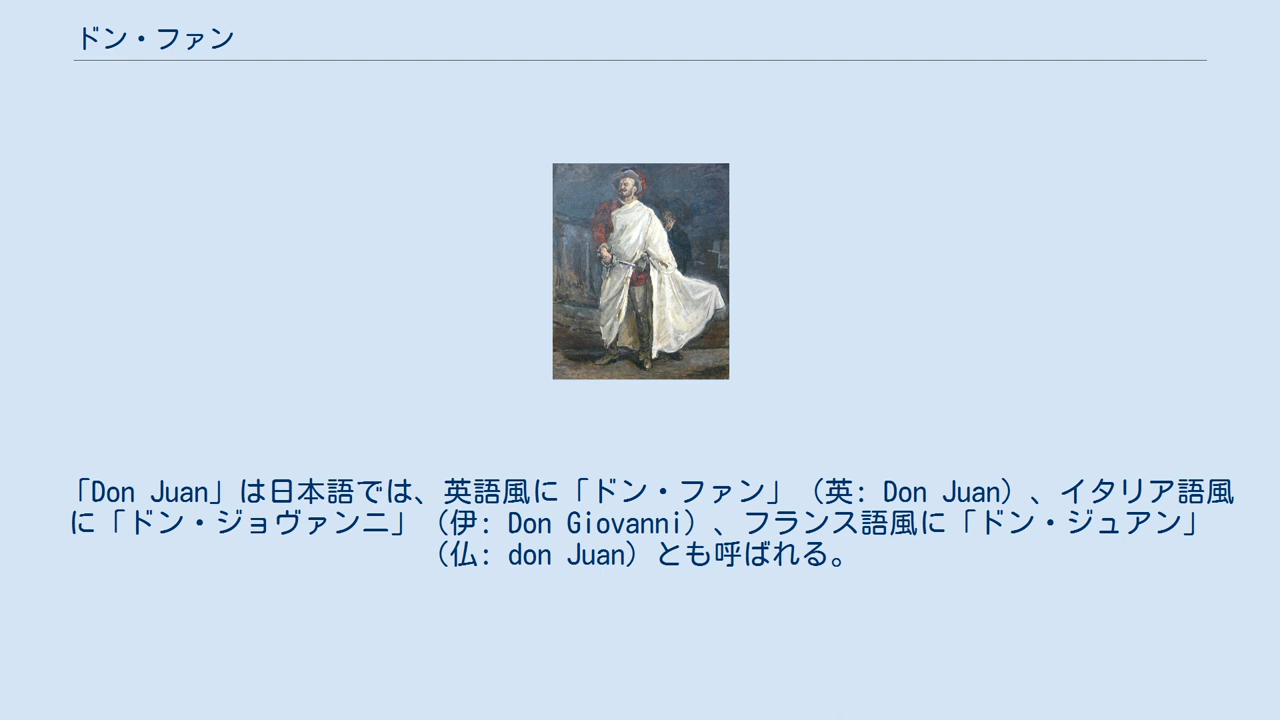 ドン・ファン
「Don Juan」は日本語では、英語風に「ドン・ファン」（英: Don Juan）、イタリア語風
に「ドン・ジョヴァンニ」（伊: Don Giovanni）、フランス語風に「ドン・ジュアン」
（仏: don Juan）とも呼ばれる。